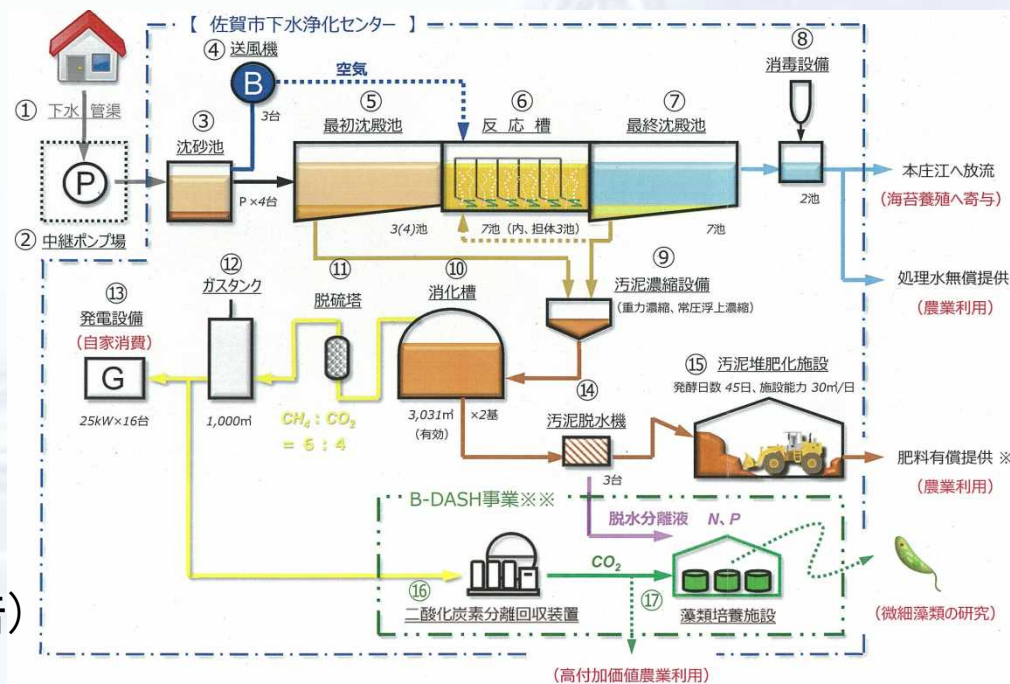 【 佐賀市下水浄化センター 】
① 下水 管渠
P
② 中継ポンプ場
③
沈砂池
P ×4台
④ 送風機
B
3台
空気
⑤
最初沈殿池
3(4)池
⑥
反 応 槽
7池（内、担体3池）
⑦
最終沈殿池
7池
⑧
消毒設備
2池
本庄江へ放流
(海苔養殖へ寄与)
処理水無償提供
(農業利用)
⑨
汚泥濃縮設備
(重力濃縮、常圧浮上濃縮)
⑩
消化槽
3,031㎥ ×2基
(有効)
⑪
脱硫塔
CH₄ : CO₂
= 6 : 4
⑫
ガスタンク
1,000㎥
⑬
発電設備
(自家消費)
G
25kW×16台
⑭
汚泥脱水機
3台
⑮ 汚泥堆肥化施設
発酵日数 45日、施設能力 30㎥/日
肥料有償提供 ※
(農業利用)
B-DASH事業※※
脱水分離液 N、P
CO₂
⑯
二酸化炭素分離回収装置
⑰
藻類培養施設
(微細藻類の研究)
(高付加価値農業利用)